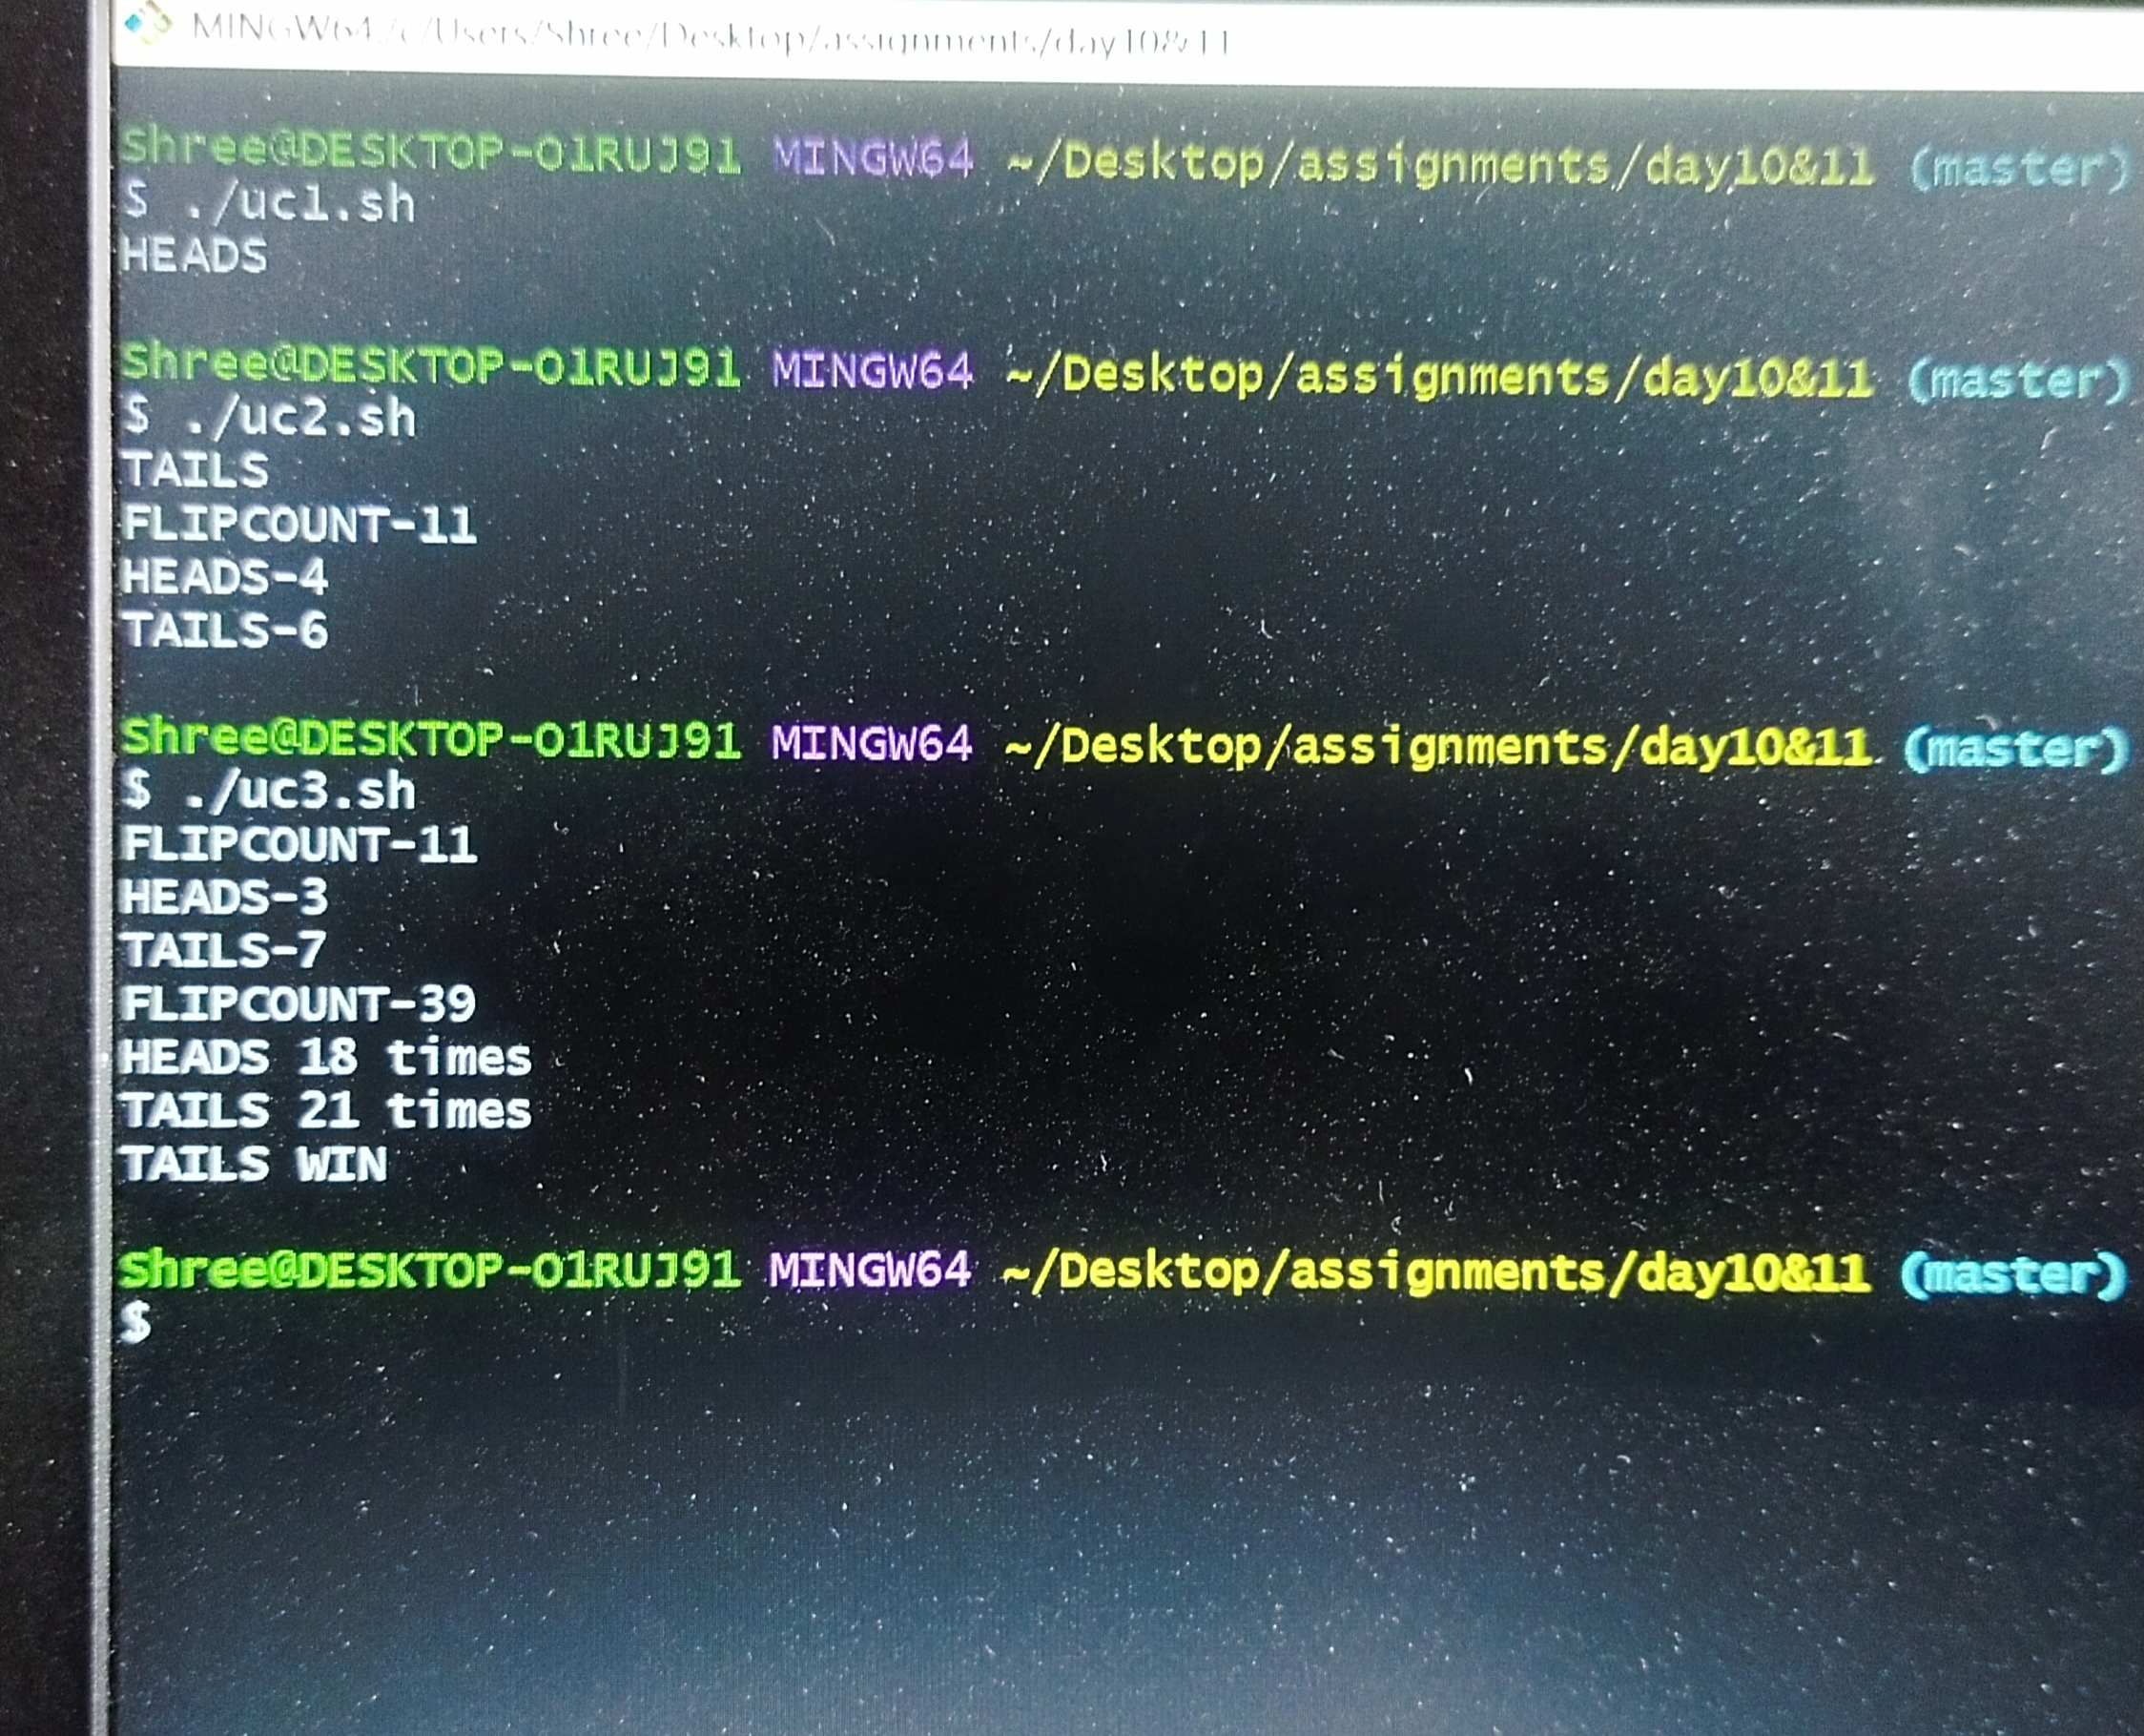 MINGW64:/c/Users/Shree/Desktop/assignments/day10&11
Shree@DESKTOP-O1RUJ91 MINGW64 ~/Desktop/assignments/day10&11 (master)
$ ./uc1.sh
HEADS
Shree@DESKTOP-O1RUJ91 MINGW64 ~/Desktop/assignments/day10&11 (master)
$ ./uc2.sh
TAILS
FLIPCOUNT-11
HEADS-4
TAILS-6
Shree@DESKTOP-O1RUJ91 MINGW64 ~/Desktop/assignments/day10&11 (master)
$ ./uc3.sh
FLIPCOUNT-11
HEADS-3
TAILS-7
FLIPCOUNT-39
HEADS 18 times
TAILS 21 times
TAILS WIN
Shree@DESKTOP-O1RUJ91 MINGW64 ~/Desktop/assignments/day10&11 (master)
$